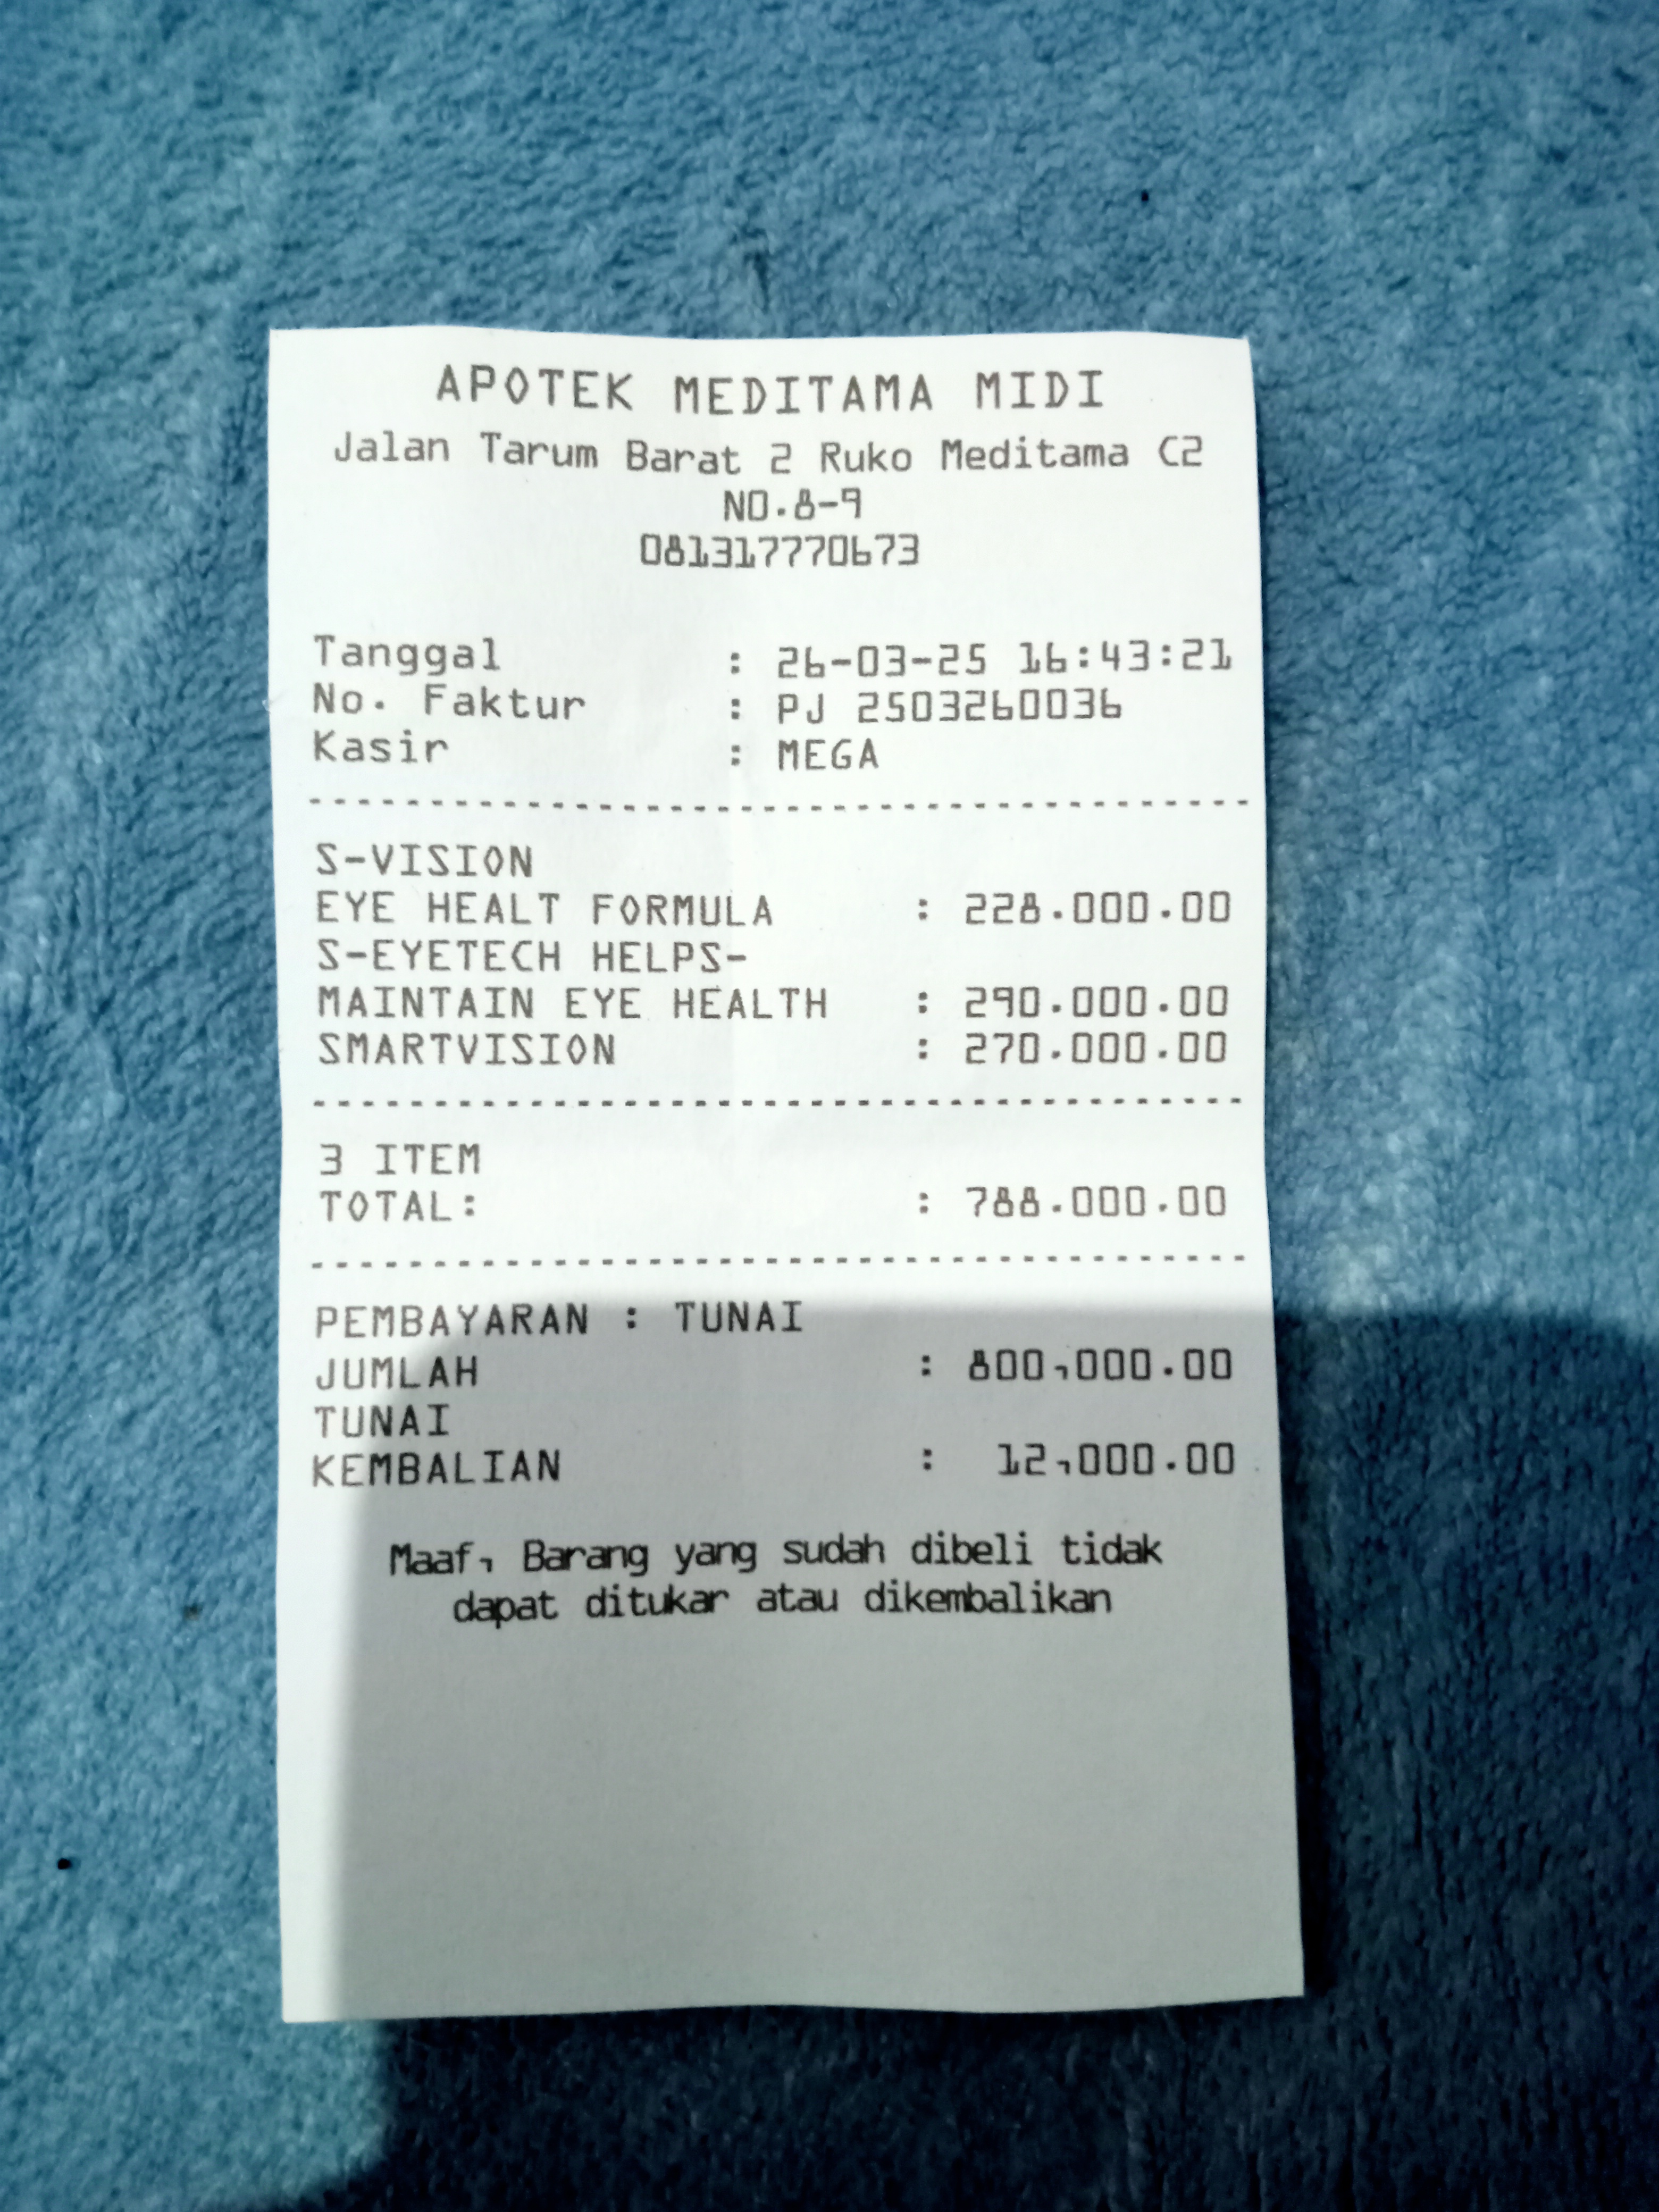 APOTEK MEDITAMA MIDI
Jalan Tarum Barat 2 Ruko Meditama C2
NO.8-9
081317770673
Tanggal : 26-03-25 16:43:21
No. Faktur : PJ 2503260036
Kasir : MEGA
S-VISION
EYE HEALT FORMULA : 228.000.00
S-EYETECH HELPS-
MAINTAIN EYE HEALTH : 290.000.00
SMARTVISION : 270.000.00
3 ITEM
TOTAL: : 788.000.00
PEMBAYARAN : TUNAI
JUMLAH : 800,000.00
TUNAI
KEMBALIAN : 12,000.00
Maaf, Barang yang sudah dibeli tidak
dapat ditukar atau dikembalikan